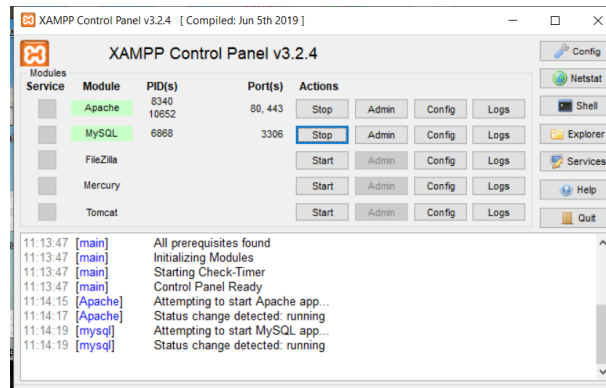 XAMPP Control Panel v3.2.4 [ Compiled: Jun 5th 2019 ]
XAMPP Control Panel v3.2.4
Config
Modules
Service Module PID(s) Port(s) Actions
Netstat
Apache 8340 10652 80, 443 Stop Admin Config Logs
Shell
MySQL 6868 3306 Stop Admin Config Logs
Explorer
FileZilla Start Admin Config Logs
Services
Mercury Start Admin Config Logs
Help
Tomcat Start Admin Config Logs
Quit
11:13:47 [main] All prerequisites found
11:13:47 [main] Initializing Modules
11:13:47 [main] Starting Check-Timer
11:13:47 [main] Control Panel Ready
11:14:15 [Apache] Attempting to start Apache app...
11:14:17 [Apache] Status change detected: running
11:14:19 [mysql] Attempting to start MySQL app...
11:14:19 [mysql] Status change detected: running